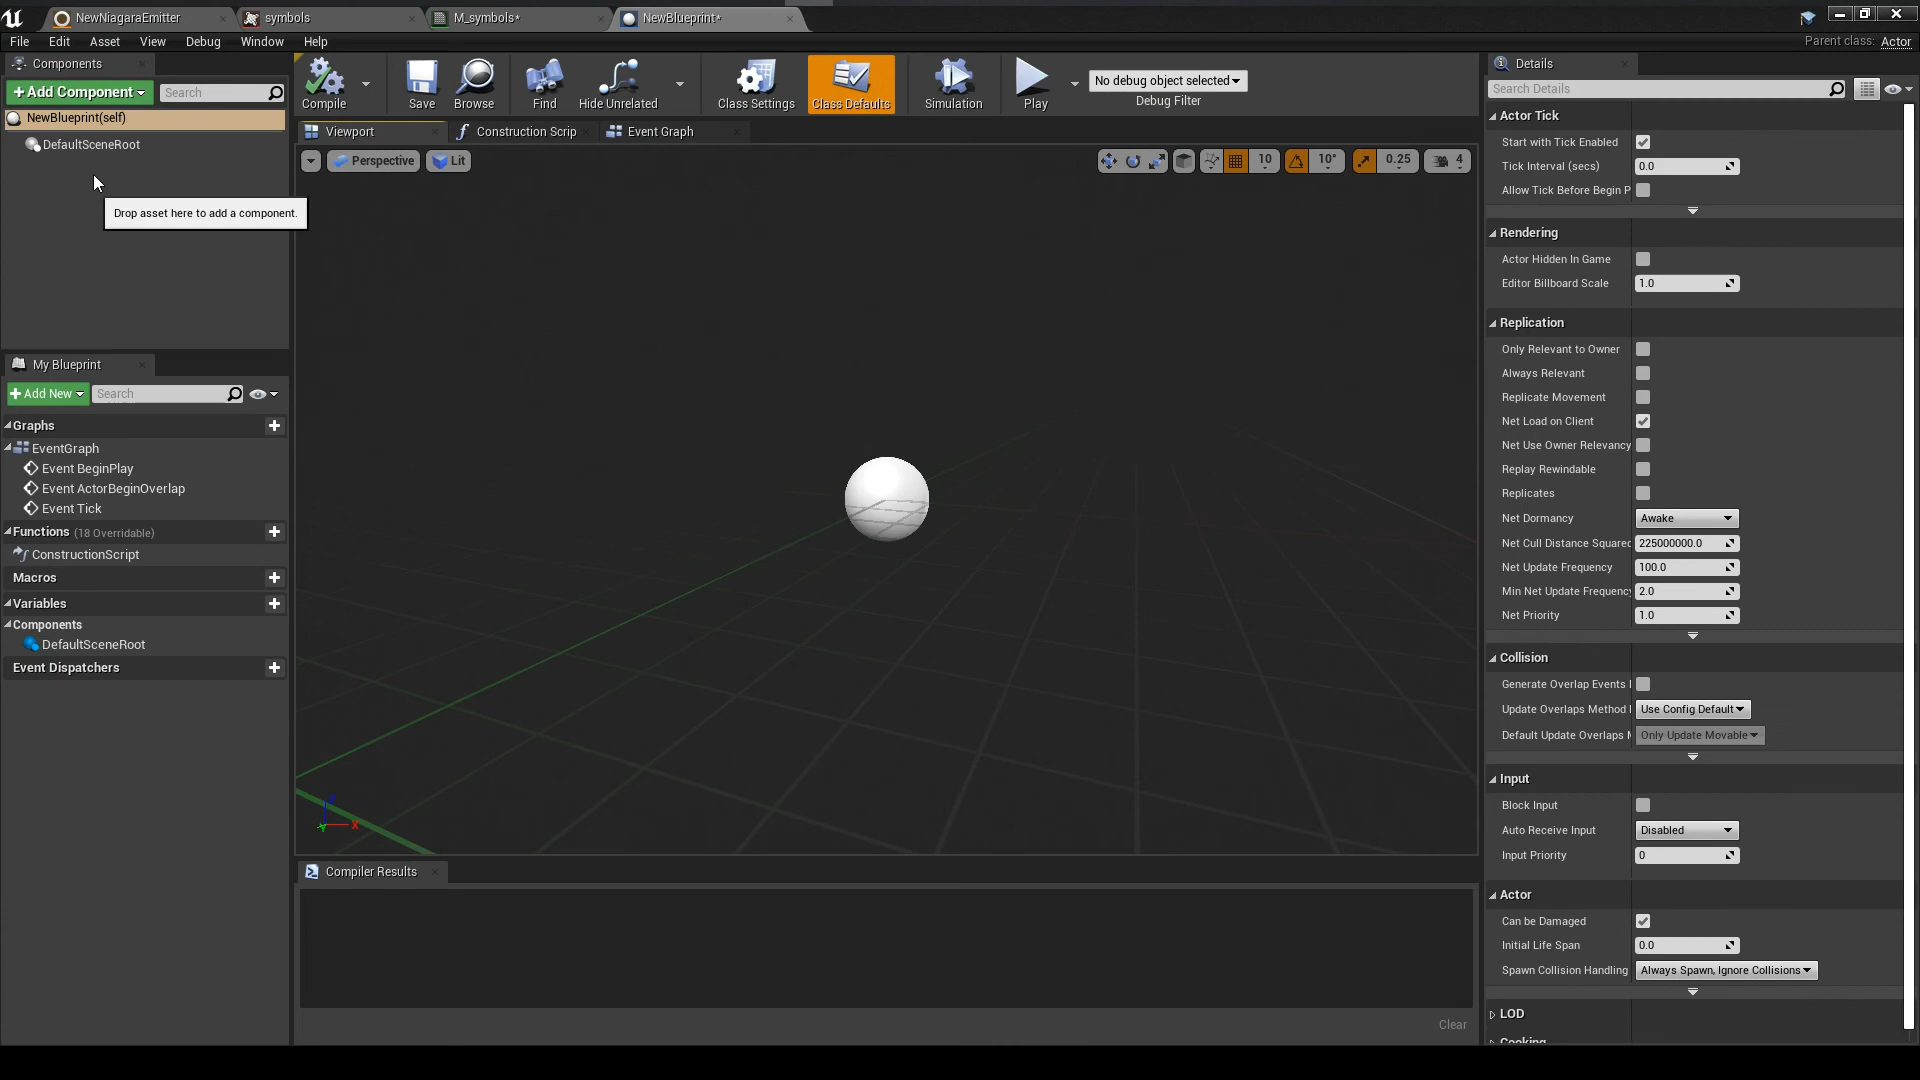 NewNiagaraEmitter
symbols
M_symbols*
NewBlueprint*
File Edit Asset View Debug Window Help
Parent class: Actor
Components
+Add Component
Search
NewBlueprint(self)
DefaultSceneRoot
Drop asset here to add a component.
Compile
Save
Browse
Find
Hide Unrelated
Class Settings
Class Defaults
Simulation
Play
No debug object selected
Debug Filter
Viewport
Construction Scrip
Event Graph
Perspective
Lit
10
10°
0.25
4
X
Y
My Blueprint
+Add New
Search
Graphs
EventGraph
Event BeginPlay
Event ActorBeginOverlap
Event Tick
Functions (18 Overridable)
ConstructionScript
Macros
Variables
Components
DefaultSceneRoot
Event Dispatchers
Compiler Results
Clear
Details
Search Details
Actor Tick
Start with Tick Enabled
Tick Interval (secs) 0.0
Allow Tick Before Begin P
Rendering
Actor Hidden In Game
Editor Billboard Scale 1.0
Replication
Only Relevant to Owner
Always Relevant
Replicate Movement
Net Load on Client
Net Use Owner Relevancy
Replay Rewindable
Replicates
Net Dormancy Awake
Net Cull Distance Squared 225000000.0
Net Update Frequency 100.0
Min Net Update Frequency 2.0
Net Priority 1.0
Collision
Generate Overlap Events
Update Overlaps Method Use Config Default
Default Update Overlaps Only Update Movable
Input
Block Input
Auto Receive Input Disabled
Input Priority 0
Actor
Can be Damaged
Initial Life Span 0.0
Spawn Collision Handling Always Spawn, Ignore Collisions
LOD
Cooking